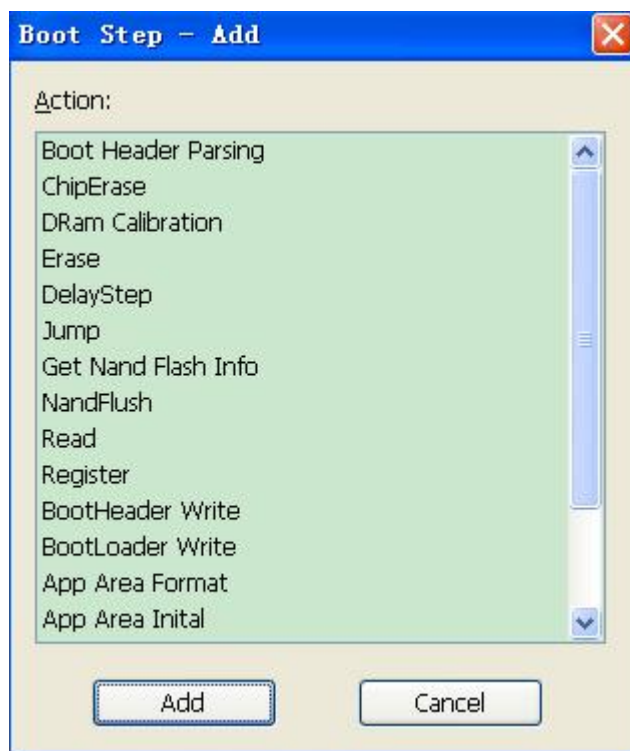 Boot Step - Add
Action:
Boot Header Parsing
ChipErase
DRam Calibration
Erase
DelayStep
Jump
Get Nand Flash Info
NandFlush
Read
Register
BootHeader Write
BootLoader Write
App Area Format
App Area Inital
Add
Cancel